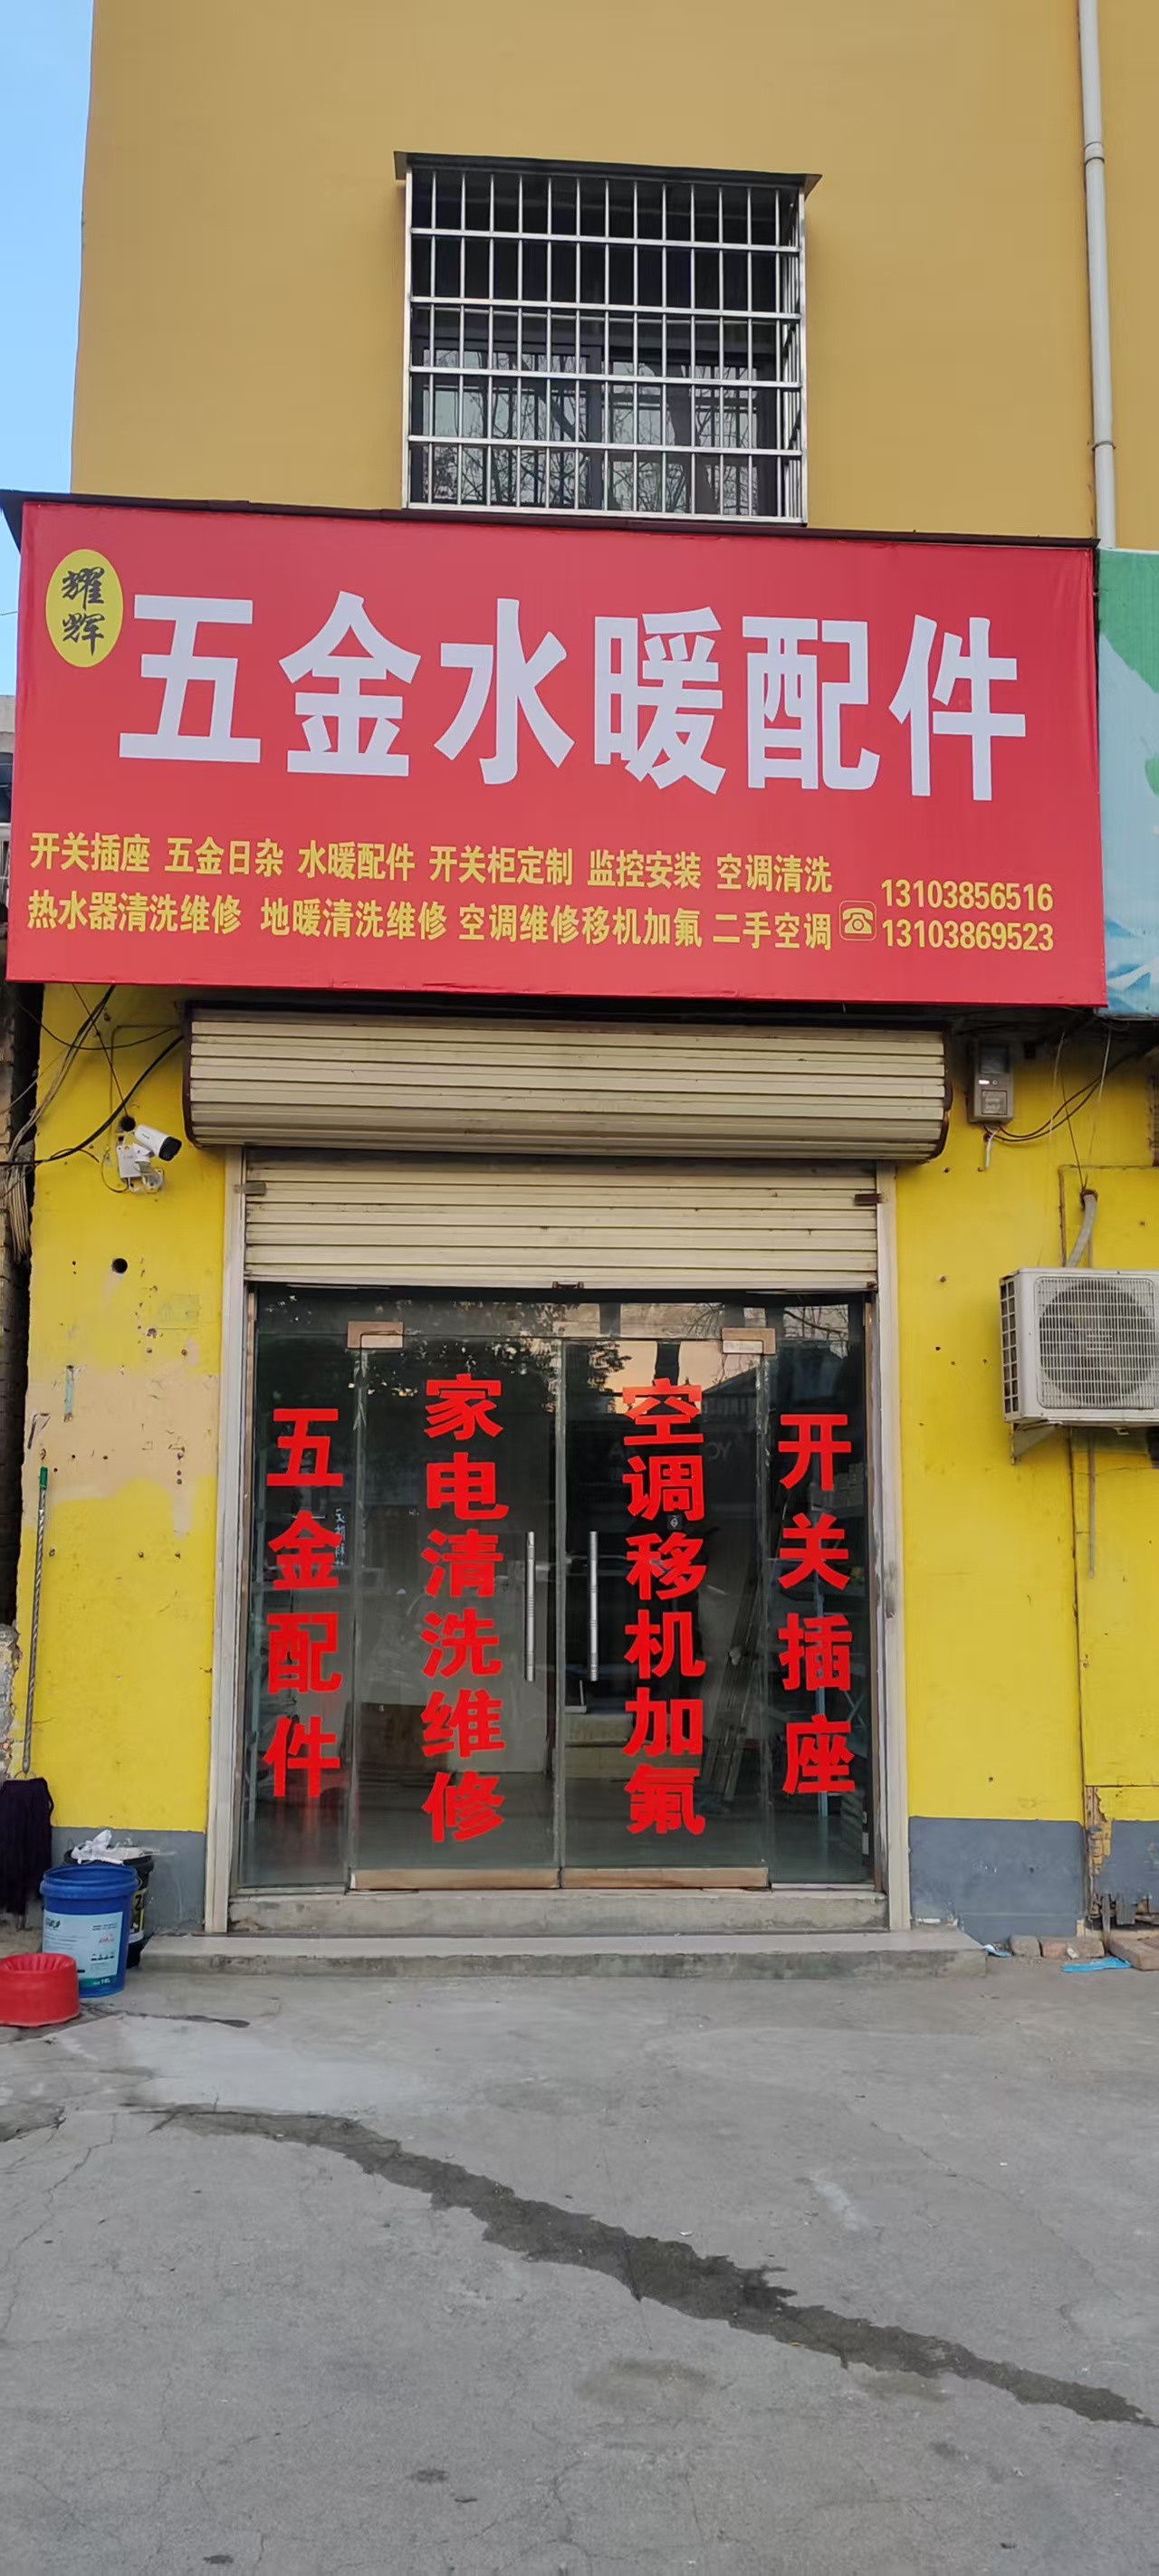 耀辉
五金水暖配件
开关插座 五金日杂 水暖配件 开关柜定制 监控安装 空调清洗
热水器清洗维修 地暖清洗维修 空调维修移机加氟 二手空调
13103856516
13103869523
五金配件
家电清洗维修
空调移机加氟
开关插座